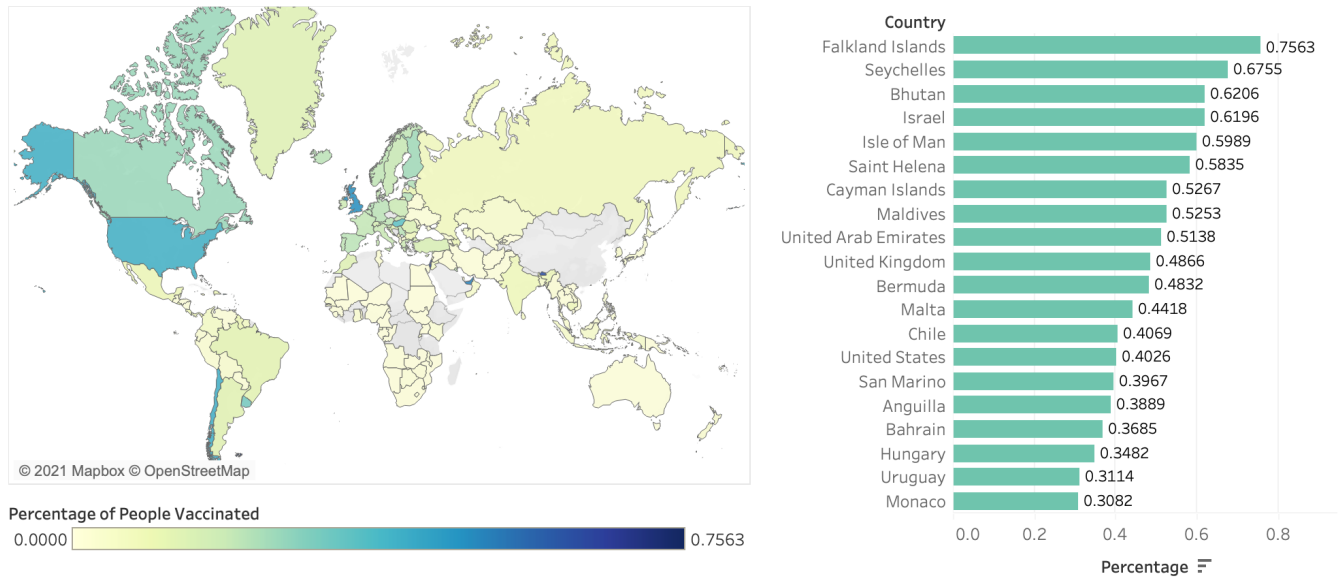 © 2021 Mapbox © OpenStreetMap
Percentage of People Vaccinated
0.0000
0.7563
Country
Falkland Islands 0.7563
Seychelles 0.6755
Bhutan 0.6206
Israel 0.6196
Isle of Man 0.5989
Saint Helena 0.5835
Cayman Islands 0.5267
Maldives 0.5253
United Arab Emirates 0.5138
United Kingdom 0.4866
Bermuda 0.4832
Malta 0.4418
Chile 0.4069
United States 0.4026
San Marino 0.3967
Anguilla 0.3889
Bahrain 0.3685
Hungary 0.3482
Uruguay 0.3114
Monaco 0.3082
0.0 0.2 0.4 0.6 0.8
Percentage